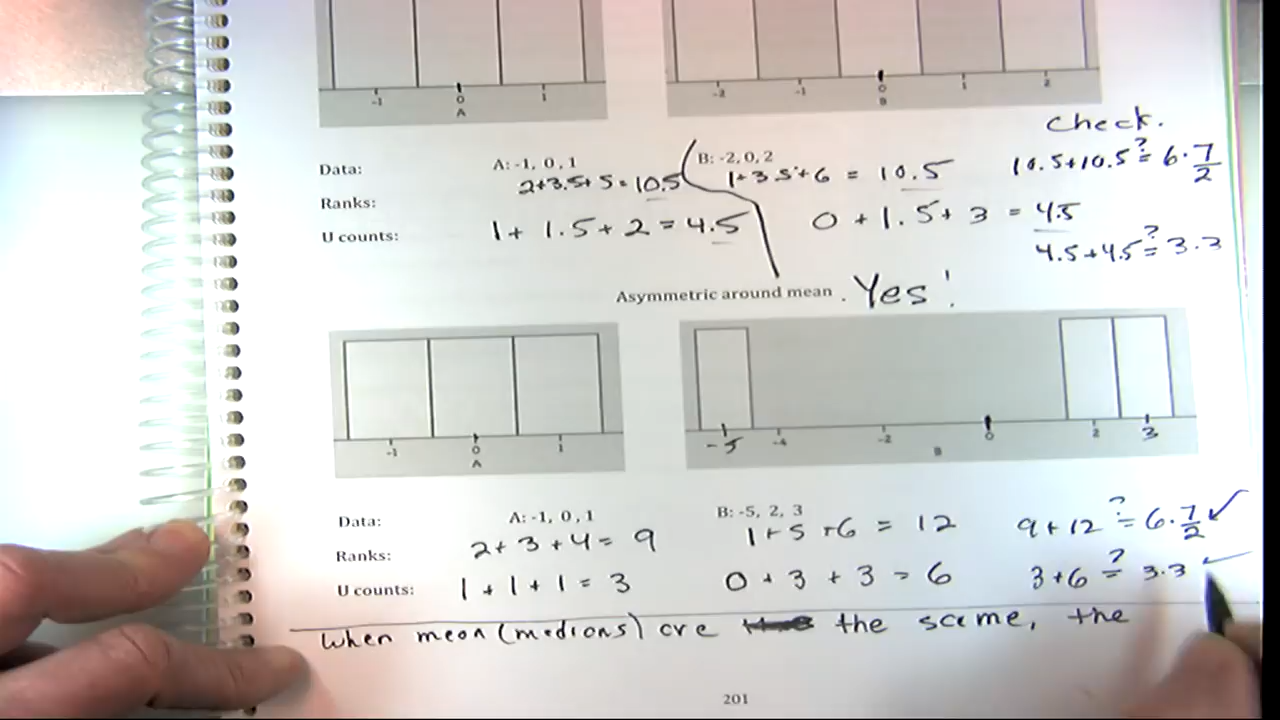 -1 0 1
A
-2 -1 0 1 2
B
Check.
Data: A: -1, 0, 1 B: -2, 0, 2
10.5+10.5 ?= 6·7/2
2+3.5+5=10.5 1+3.5+6 = 10.5
Ranks:
U counts: 1+ 1.5+2=4.5 0+1.5+3 = 4.5
4.5+4.5 ?= 3·3
Asymmetric around mean . Yes!
-1 0 1
A
-5 -4 -2 0 2 3
B
Data: A: -1, 0, 1 B: -5, 2, 3
Ranks: 2+3+4= 9 1+5+6 = 12 9+12 ?= 6·7/2 ✓
U counts: 1+1+1=3 0+3+3=6 3+6 ?= 3·3 ✓
When mean (medians) are the same, the
201